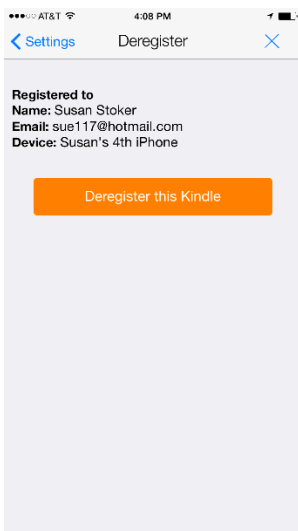 AT&T 4:08 PM
Settings Deregister
Registered to
Name: Susan Stoker
Email: sue117@hotmail.com
Device: Susan's 4th iPhone
Deregister this Kindle